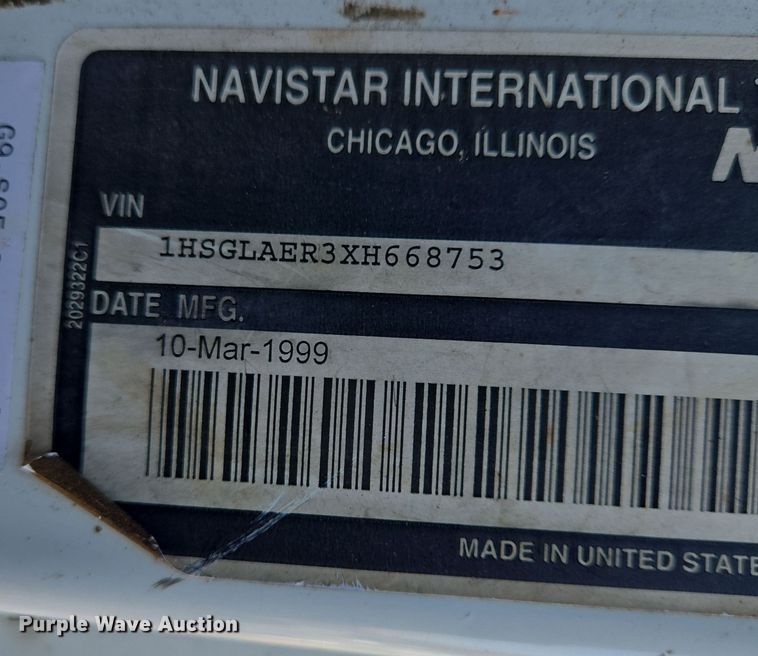 NAVISTAR INTERNATIONAL
CHICAGO, ILLINOIS
VIN
1HSGLAER3XH668753
2029322C1
DATE MFG.
10-Mar-1999
MADE IN UNITED STATE
Purple Wave Auction